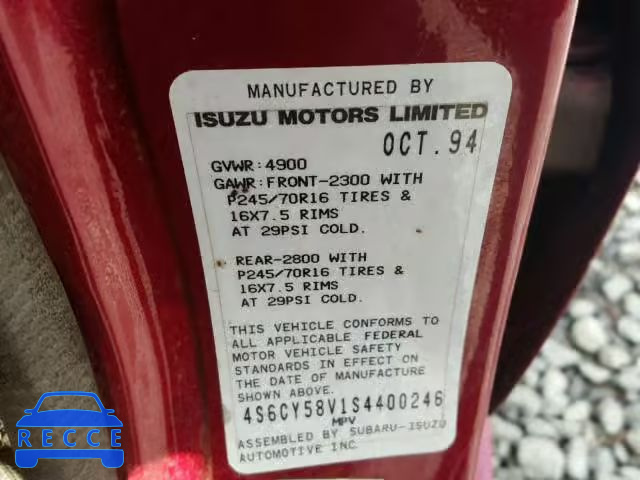 MANUFACTURED BY
ISUZU MOTORS LIMITED
OCT.94
GVWR:4900
GAWR:FRONT-2300 WITH
P245/70R16 TIRES &
16X7.5 RIMS
AT 29PSI COLD.
REAR-2800 WITH
P245/70R16 TIRES &
16X7.5 RIMS
AT 29PSI COLD.
THIS VEHICLE CONFORMS TO
ALL APPLICABLE FEDERAL
MOTOR VEHICLE SAFETY
STANDARDS IN EFFECT ON
THE DATE OF MANUFACTURE
SHOWN ABOVE.
4S6CY58V1S4400246
MPV
ASSEMBLED BY SUBARU-ISUZU
AUTOMOTIVE INC.
RECCE